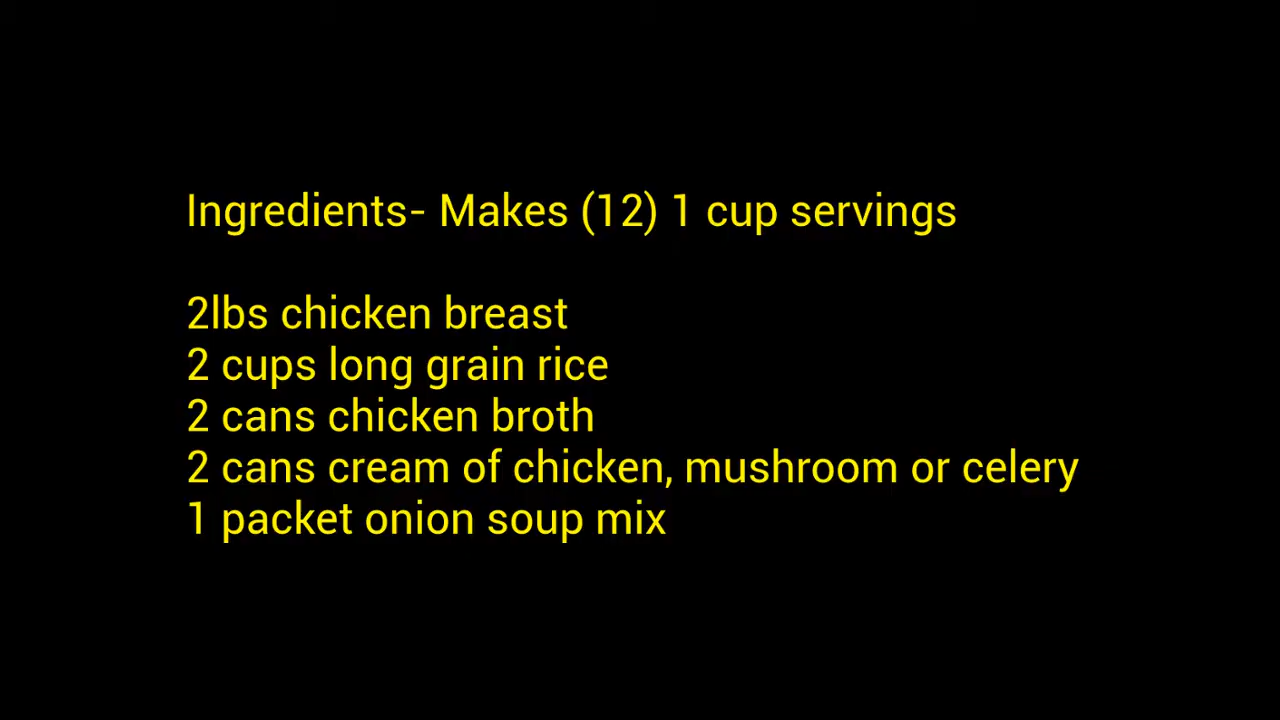 Ingredients- Makes (12) 1 cup servings
2lbs chicken breast
2 cups long grain rice
2 cans chicken broth
2 cans cream of chicken, mushroom or celery
1 packet onion soup mix